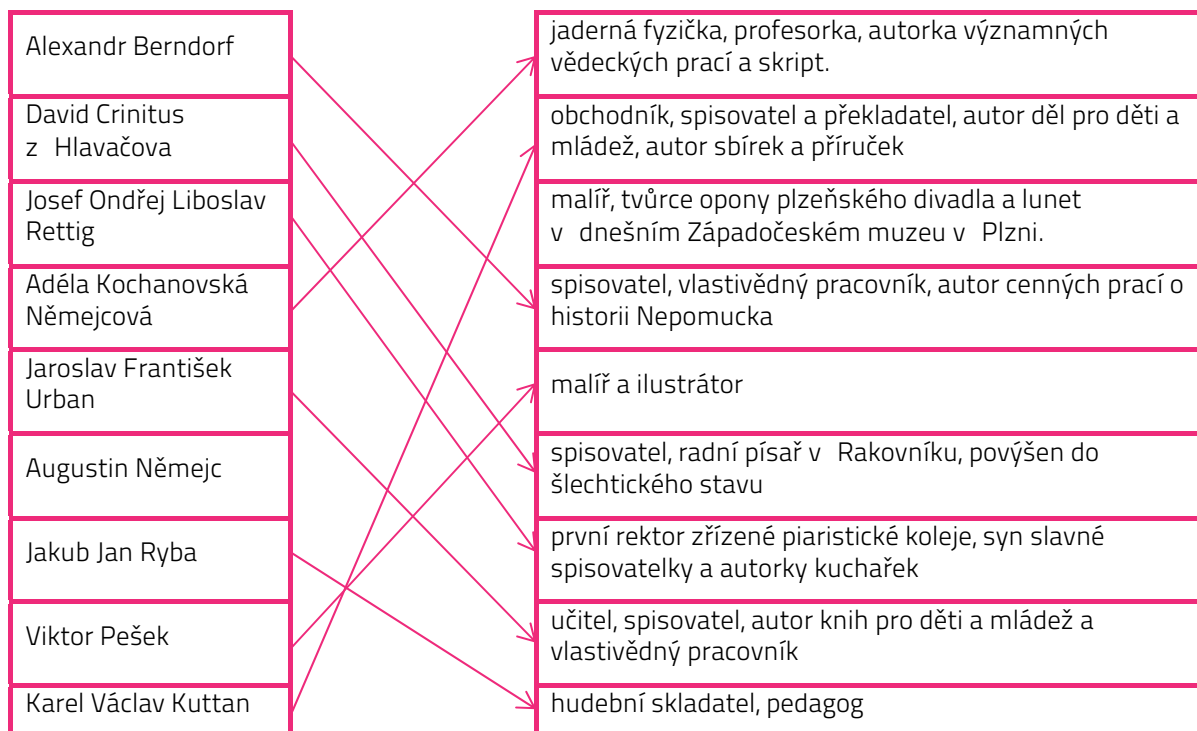 Alexandr Berndorf
David Crinitus
z Hlavačova
Josef Ondřej Liboslav
Rettig
Adéla Kochanovská
Němejcová
Jaroslav František
Urban
Augustin Němejc
Jakub Jan Ryba
Viktor Pešek
Karel Václav Kuttan
jaderná fyzička, profesorka, autorka významných
vědeckých prací a skript.
obchodník, spisovatel a překladatel, autor děl pro děti a
mládež, autor sbírek a příruček
malíř, tvůrce opony plzeňského divadla a lunet
v dnešním Západočeském muzeu v Plzni.
spisovatel, vlastivědný pracovník, autor cenných prací o
historii Nepomucka
malíř a ilustrátor
spisovatel, radní písař v Rakovníku, povýšen do
šlechtického stavu
první rektor zřízené piaristické koleje, syn slavné
spisovatelky a autorky kuchařek
učitel, spisovatel, autor knih pro děti a mládež a
vlastivědný pracovník
hudební skladatel, pedagog